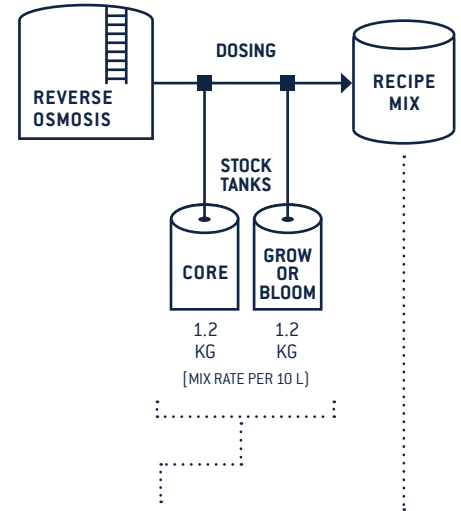 DOSING
REVERSE
OSMOSIS
RECIPE
MIX
STOCK
TANKS
CORE
GROW
OR
BLOOM
1.2
KG
1.2
KG
[MIX RATE PER 10 L]